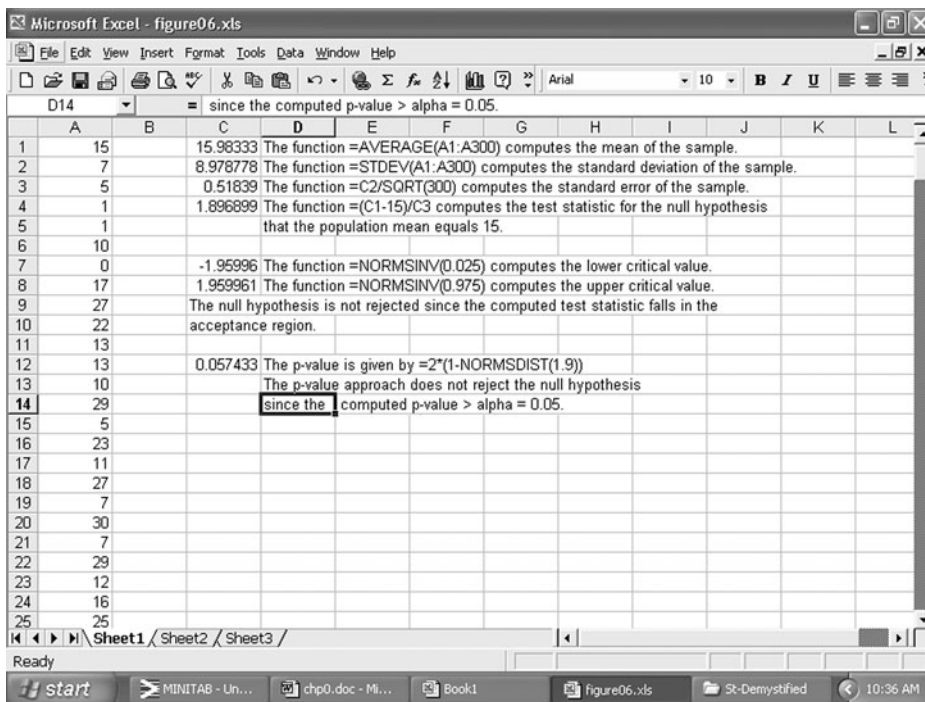 Microsoft Excel - figure06.xls
File Edit View Insert Format Tools Data Window Help
Arial 10 B I U
D14 = since the computed p-value > alpha = 0.05.
A B C D E F G H I J K L
1 15 15.98333 The function =AVERAGE(A1:A300) computes the mean of the sample.
2 7 8.978778 The function =STDEV(A1:A300) computes the standard deviation of the sample.
3 5 0.51839 The function =C2/SQRT(300) computes the standard error of the sample.
4 1 1.896899 The function =(C1-15)/C3 computes the test statistic for the null hypothesis
5 1 that the population mean equals 15.
6 10
7 0 -1.95996 The function =NORMSINV(0.025) computes the lower critical value.
8 17 1.959961 The function =NORMSINV(0.975) computes the upper critical value.
9 27 The null hypothesis is not rejected since the computed test statistic falls in the
10 22 acceptance region.
11 13
12 13 0.057433 The p-value is given by =2*(1-NORMSDIST(1.9))
13 10 The p-value approach does not reject the null hypothesis
14 29 since the computed p-value > alpha = 0.05.
15 5
16 23
17 11
18 27
19 7
20 30
21 7
22 29
23 12
24 16
25 25
Sheet1 Sheet2 Sheet3
Ready
start MINITAB - Un... chp0.doc - Mi... Book1 figure06.xls St-Demystified 10:36 AM